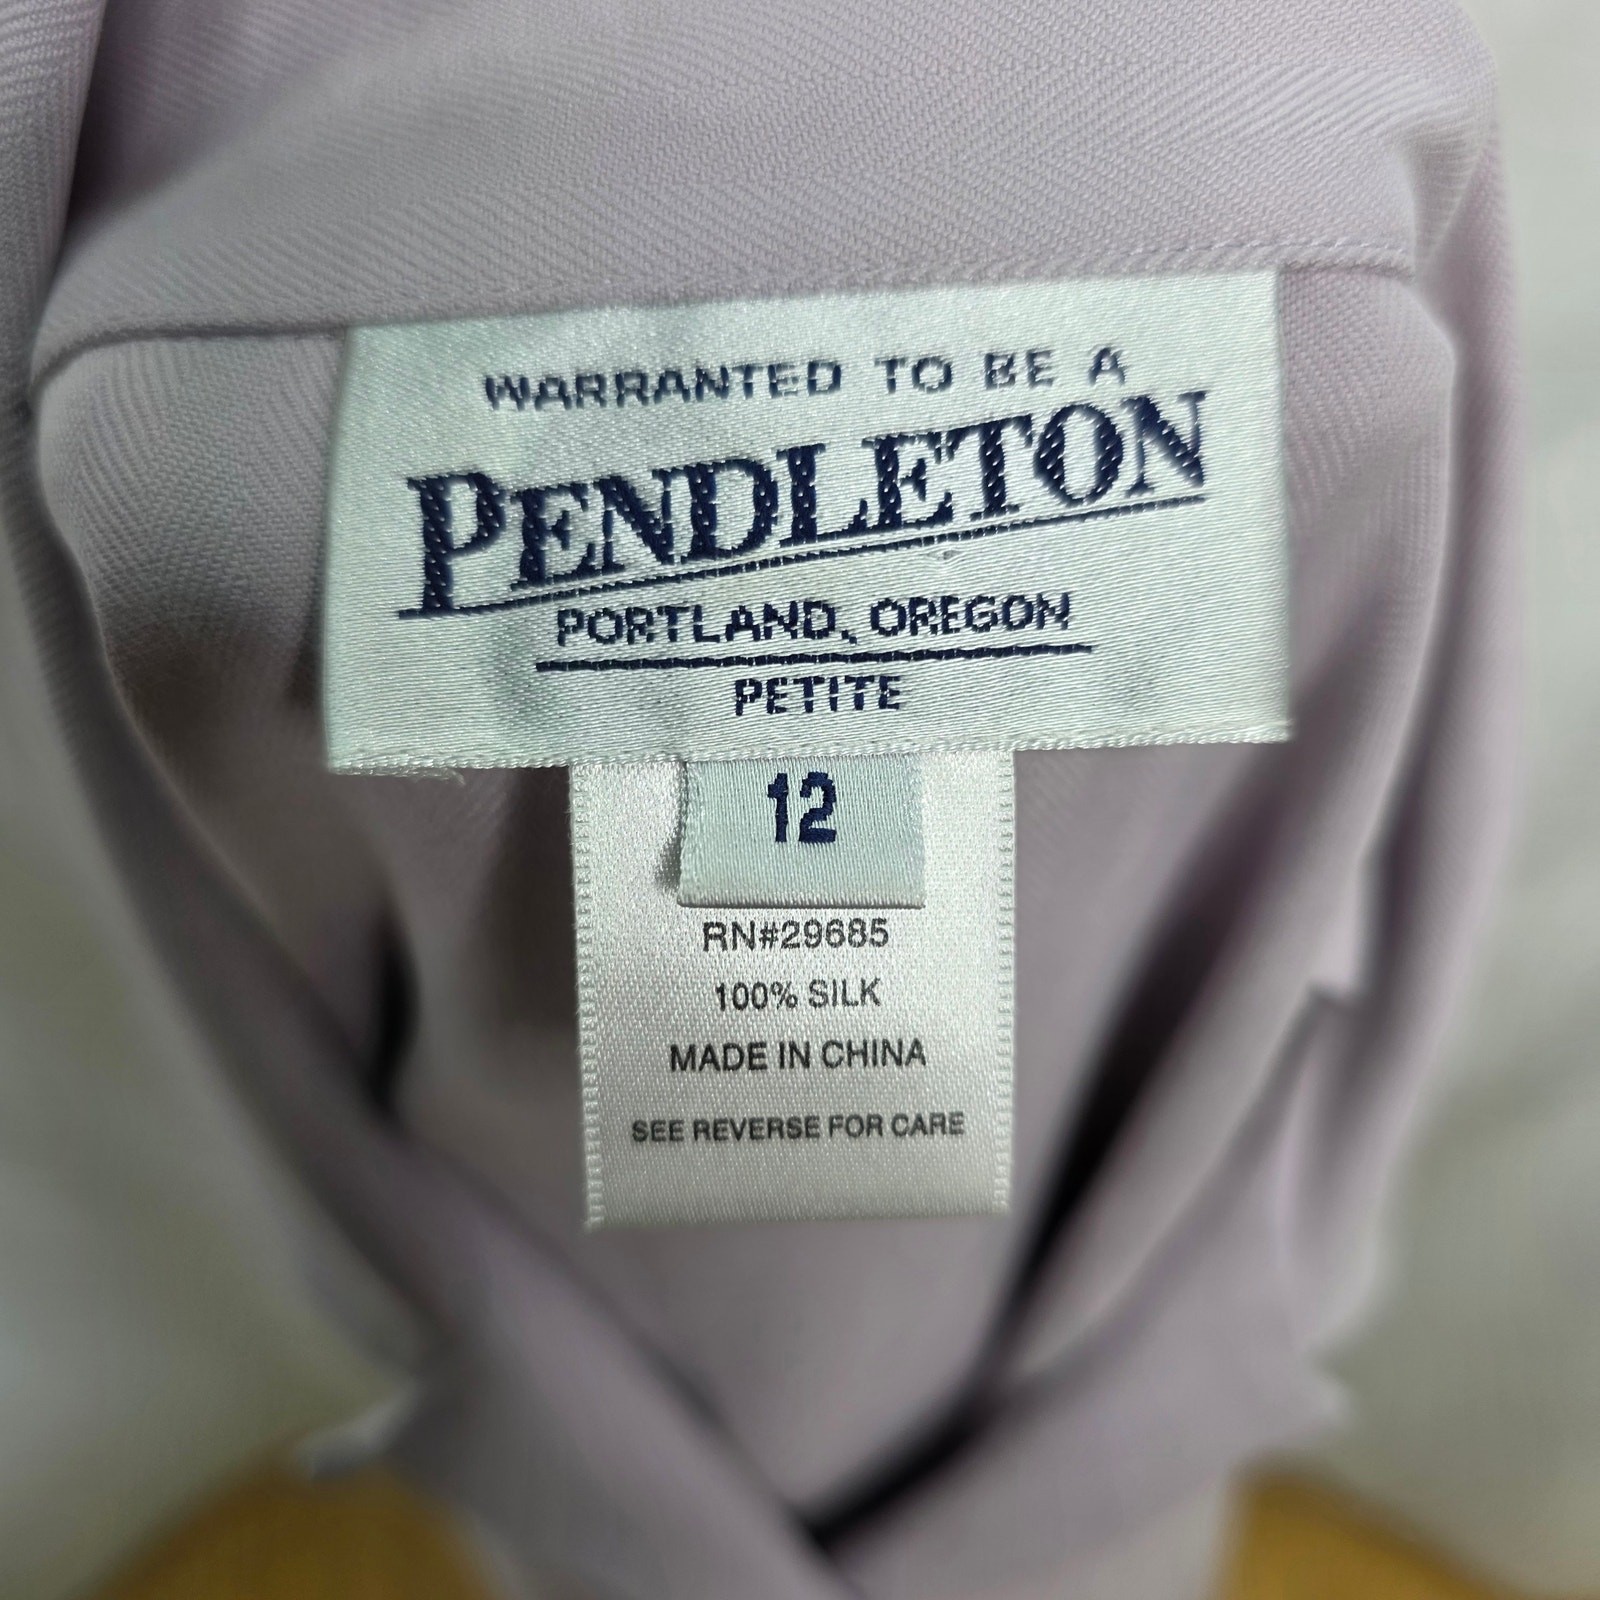 WARRANTED TO BE A
PENDLETON
PORTLAND, OREGON
PETITE
12
RN#29685
100% SILK
MADE IN CHINA
SEE REVERSE FOR CARE